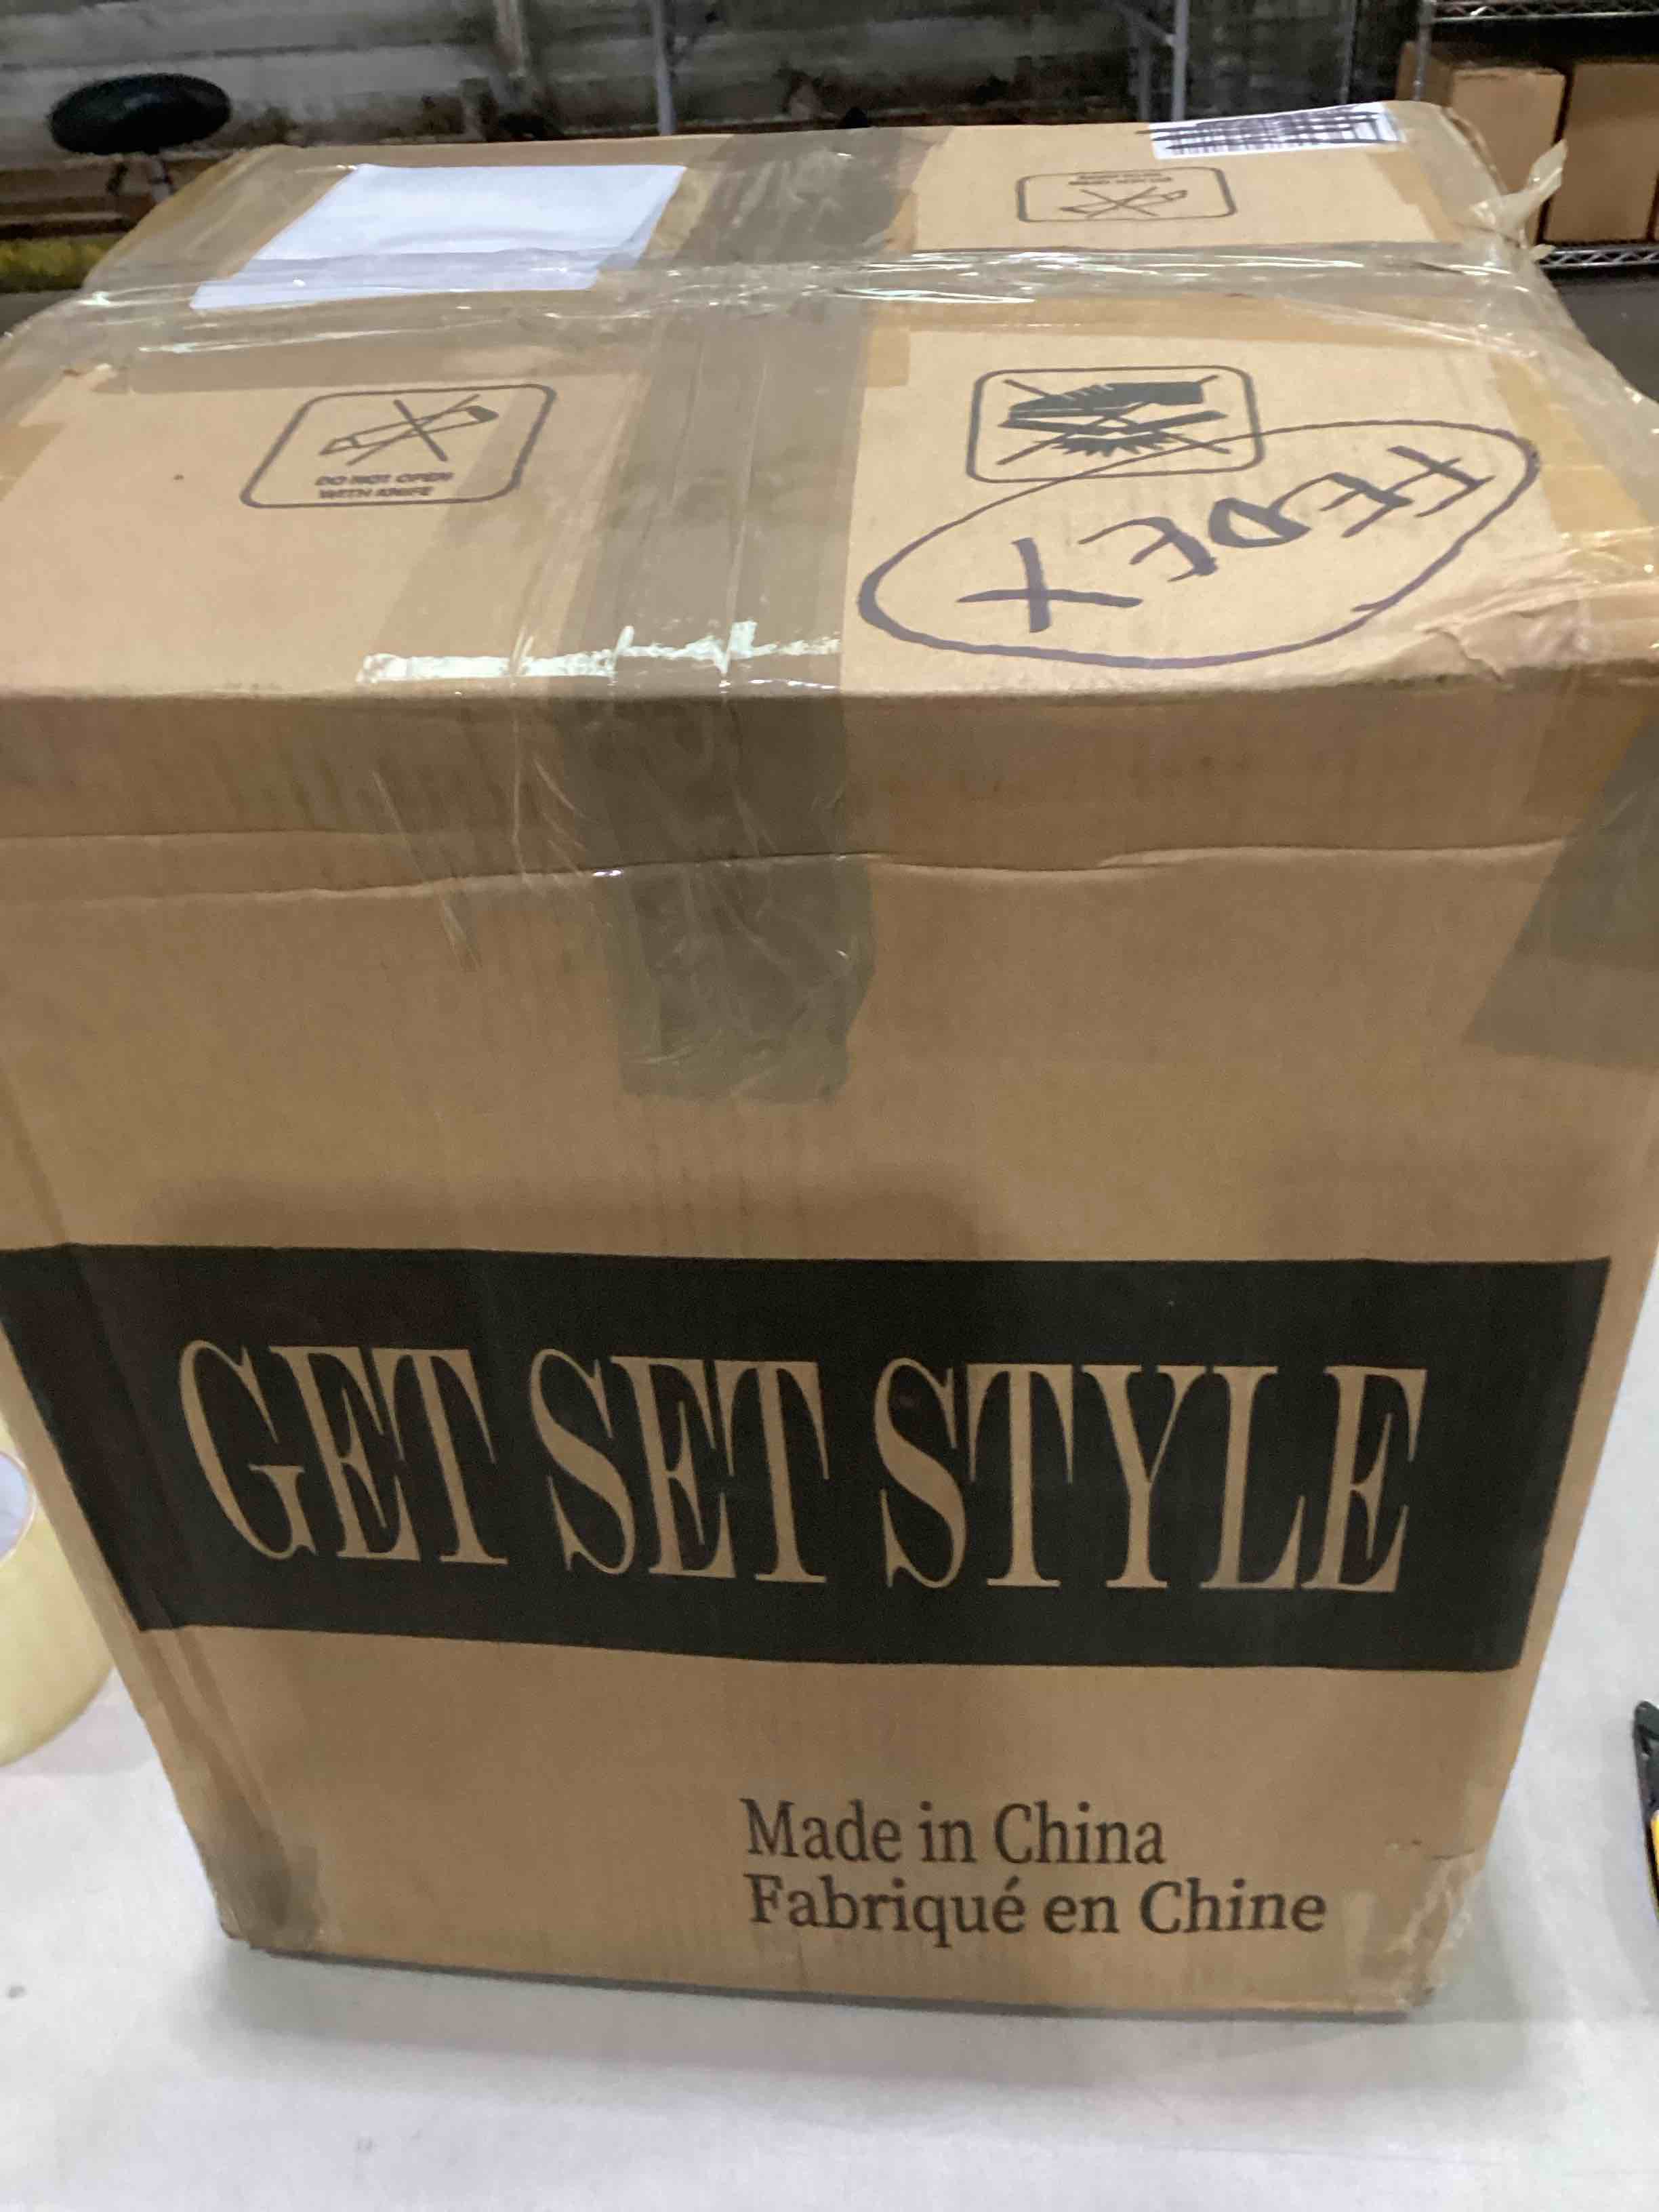 DO NOT OPEN
WITH KNIFE
FEDEX
GET SET STYLE
Made in China
Fabriqué en Chine